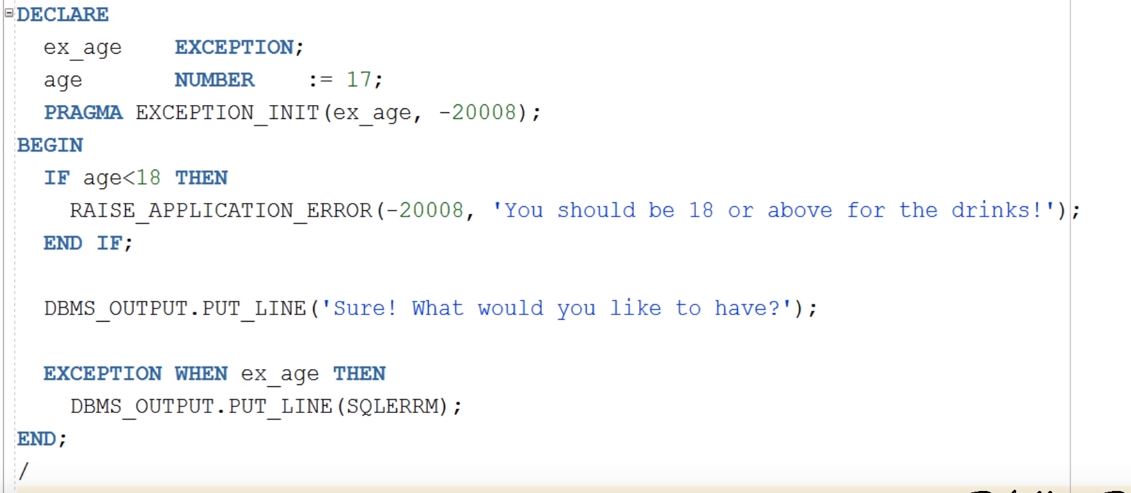 DECLARE
ex_age EXCEPTION;
age NUMBER := 17;
PRAGMA EXCEPTION_INIT(ex_age, -20008);
BEGIN
IF age<18 THEN
RAISE_APPLICATION_ERROR(-20008, 'You should be 18 or above for the drinks!');
END IF;
DBMS_OUTPUT.PUT_LINE('Sure! What would you like to have?');
EXCEPTION WHEN ex_age THEN
DBMS_OUTPUT.PUT_LINE(SQLERRM);
END;
/